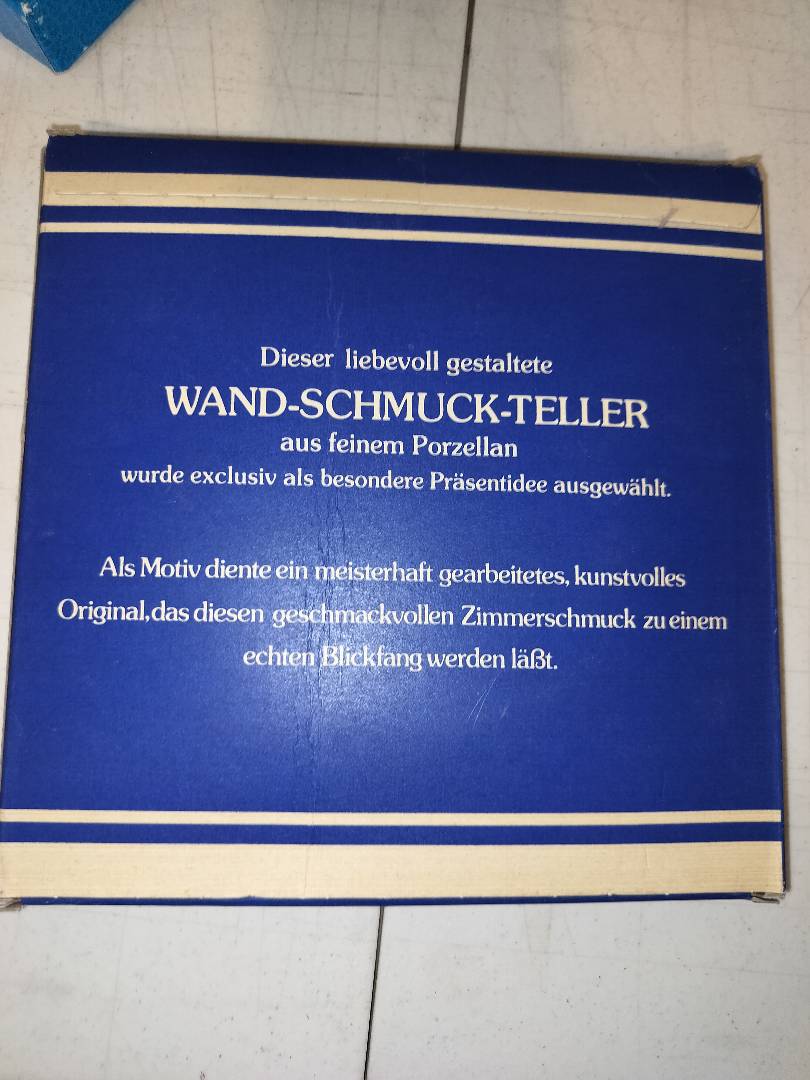 Dieser liebevoll gestaltete
WAND-SCHMUCK-TELLER
aus feinem Porzellan
wurde exclusiv als besondere Präsentidee ausgewählt.
Als Motiv diente ein meisterhaft gearbeitetes, kunstvolles
Original,das diesen geschmackvollen Zimmerschmuck zu einem
echten Blickfang werden läßt.